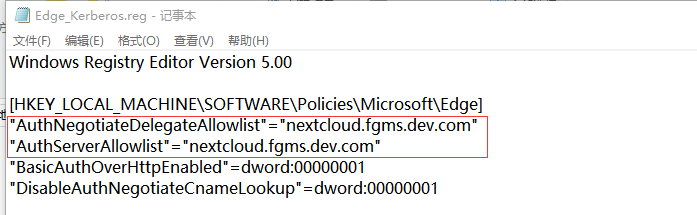 Edge_Kerberos.reg - 记事本
文件(F) 编辑(E) 格式(O) 查看(V) 帮助(H)
Windows Registry Editor Version 5.00
[HKEY_LOCAL_MACHINE\SOFTWARE\Policies\Microsoft\Edge]
"AuthNegotiateDelegateAllowlist"="nextcloud.fgms.dev.com"
"AuthServerAllowlist"="nextcloud.fgms.dev.com"
"BasicAuthOverHttpEnabled"=dword:00000001
"DisableAuthNegotiateCnameLookup"=dword:00000001